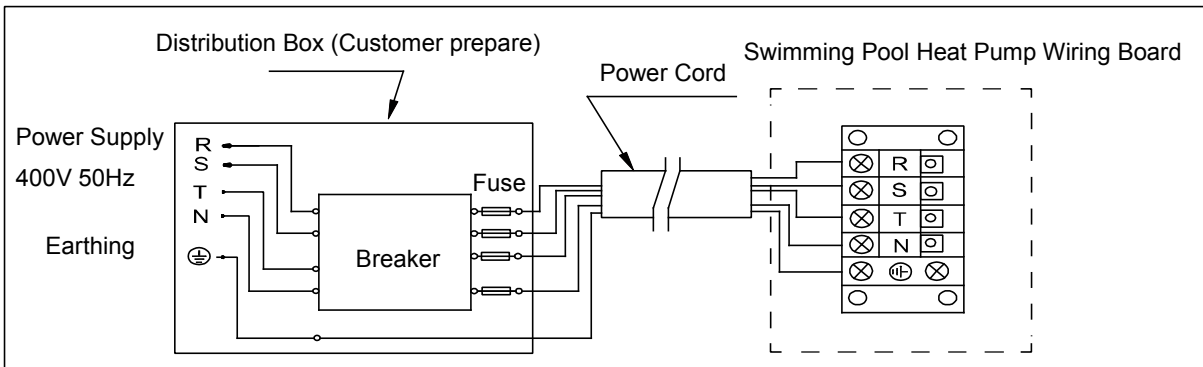 Distribution Box (Customer prepare)
Swimming Pool Heat Pump Wiring Board
Power Cord
Power Supply
400V 50Hz
Earthing
R
S
T
N
Fuse
Breaker
R
S
T
N